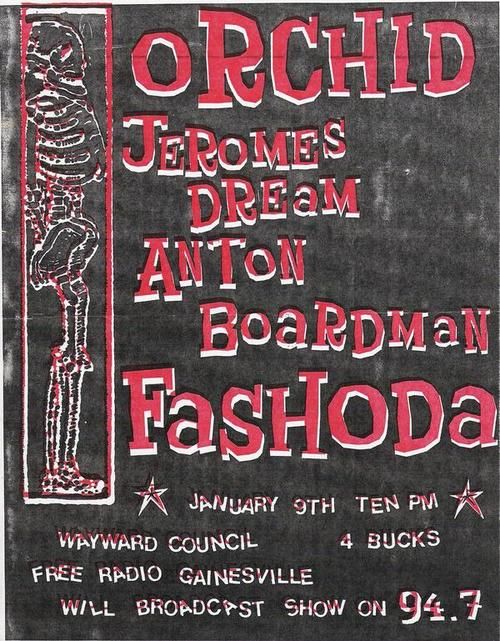 ORCHID
JEROMES
DREAM
ANTON
BOARDMAN
FASHODA
JANUARY 9TH TEN PM
WAYWARD COUNCIL 4 BUCKS
FREE RADIO GAINESVILLE
WILL BROADCAST SHOW ON 94.7